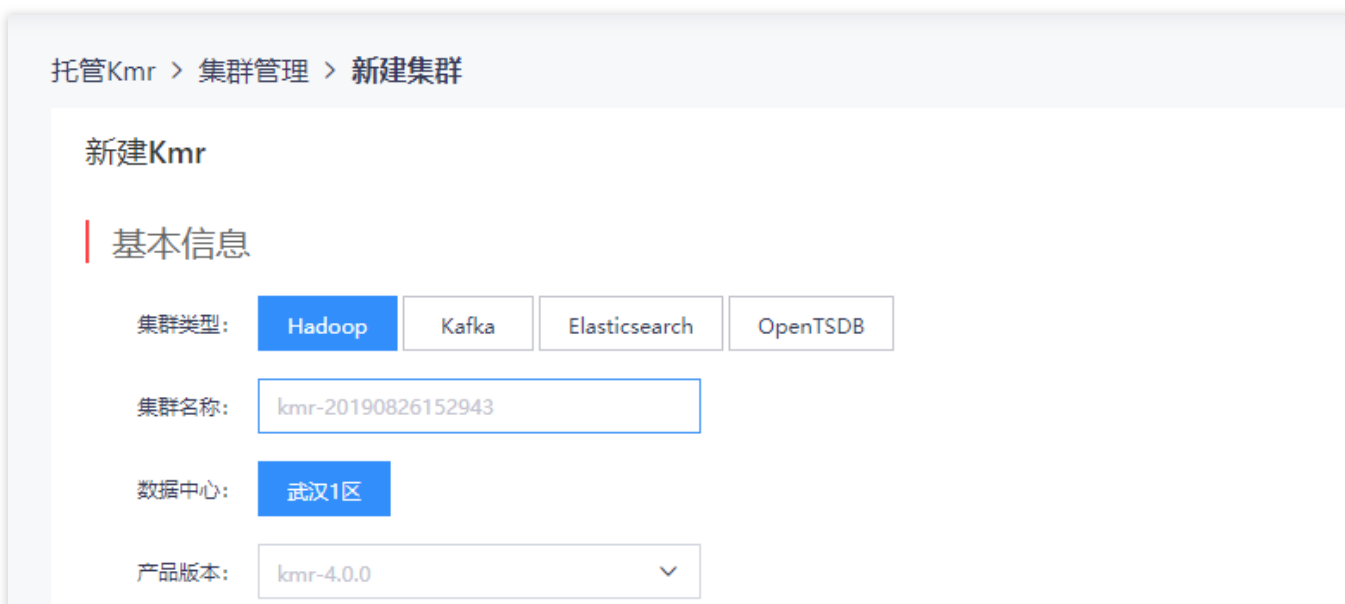 托管Kmr > 集群管理 > 新建集群
新建Kmr
基本信息
集群类型: Hadoop Kafka Elasticsearch OpenTSDB
集群名称: kmr-20190826152943
数据中心: 武汉1区
产品版本: kmr-4.0.0